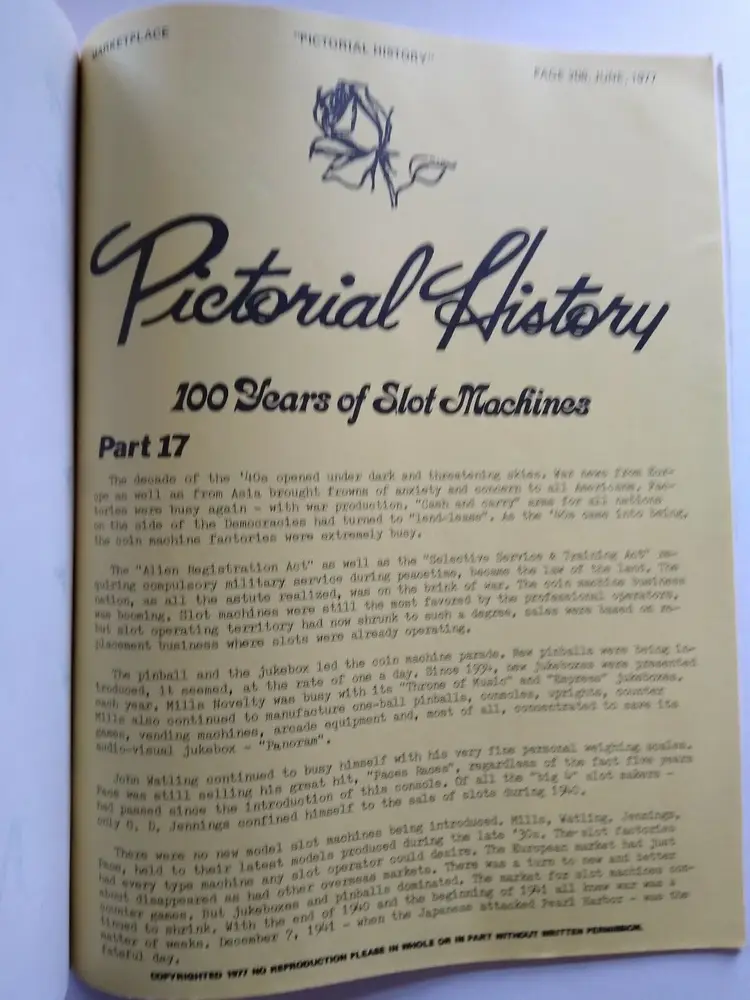 MARKETPLACE
"PICTORIAL HISTORY"
PAGE 208, JUNE, 1977
Pictorial History
100 Years of Slot Machines
Part 17
The decade of the '40s opened under dark and threatening skies. War news from Eur-
ope as well as from Asia brought frowns of anxiety and concern to all Americans. Fac-
tories were busy again - with war production. "Cash and carry" arms for all nations
on the side of the Democracies had turned to "lend-lease". As the '40s came into being,
the coin machine factories were extremely busy.
The "Alien Registration Act" as well as the "Selective Service & Training Act" re-
quiring compulsory military service during peacetime, became the law of the land. The
nation, as all the astute realized, was on the brink of war. The coin machine business
was booming. Slot machines were still the most favored by the professional operators,
but slot operating territory had now shrunk to such a degree, sales were based on re-
placement business where slots were already operating.
The pinball and the jukebox led the coin machine parade. New pinballs were being in-
troduced, it seemed, at the rate of one a day. Since 1934, new jukeboxes were presented
each year. Mills Novelty was busy with its "Throne of Music" and "Empress" jukeboxes.
Mills also continued to manufacture one-ball pinballs, consoles, uprights, counter
games, vending machines, arcade equipment and, most of all, concentrated to save its
audio-visual jukebox - "Panoram".
John Watling continued to busy himself with his very fine personal weighing scales.
Pace was still selling his great hit, "Paces Races", regardless of the fact five years
had passed since the introduction of this console. Of all the "big 4" slot makers -
only O. D. Jennings confined himself to the sale of slots during 1940.
There were no new model slot machines being introduced. Mills, Watling, Jennings,
Pace, held to their latest models produced during the late '30s. The slot factories
had every type machine any slot operator could desire. The European market had just
about disappeared as had other overseas markets. There was a turn to new and better
counter games. But jukeboxes and pinballs dominated. The market for slot machines con-
tinued to shrink. With the end of 1940 and the beginning of 1941 all knew war was a
matter of weeks. December 7, 1941 - when the Japanese attacked Pearl Harbor - was the
fateful day.
COPYRIGHTED 1977 NO REPRODUCTION PLEASE IN WHOLE OR IN PART WITHOUT WRITTEN PERMISSION.